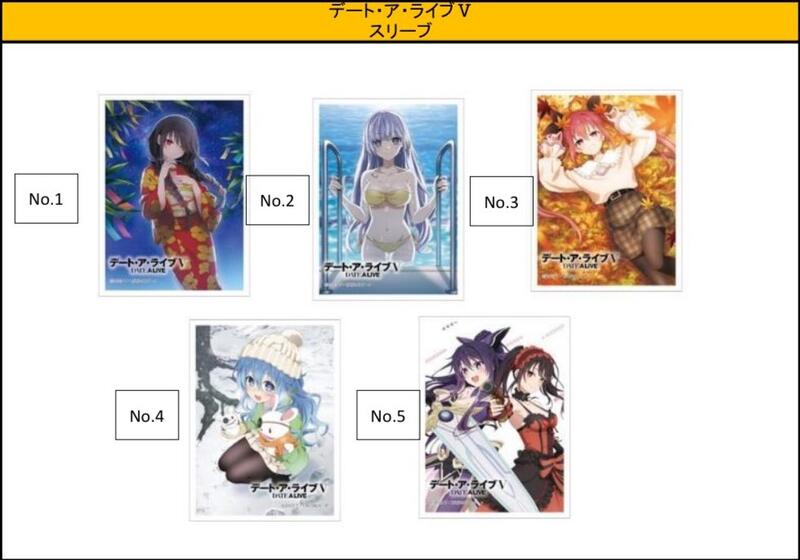 デート・ア・ライブⅤ
スリーブ
No.1
No.2
No.3
デート・ア・ライブⅤ
DATE A LIVE
デート・ア・ライブⅤ
DATE A LIVE
デート・ア・ライブⅤ
DATE A LIVE
No.4
No.5
デート・ア・ライブⅤ
DATE A LIVE
デート・ア・ライブⅤ
DATE A LIVE